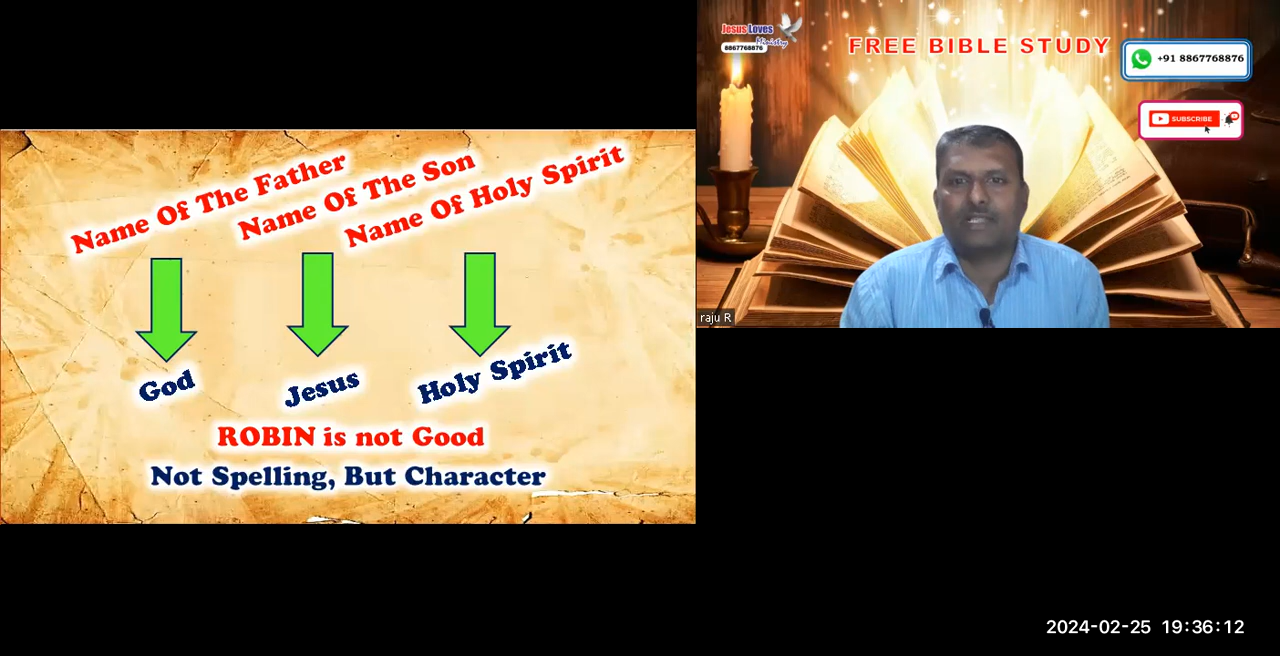 Name Of The Father
Name Of The Son
Name Of Holy Spirit
God
Jesus
Holy Spirit
ROBIN is not Good
Not Spelling, But Character
Jesus Loves
Ministry
8867768876
FREE BIBLE STUDY
+91 8867768876
SUBSCRIBE
raju R
2024-02-25 19:36:12